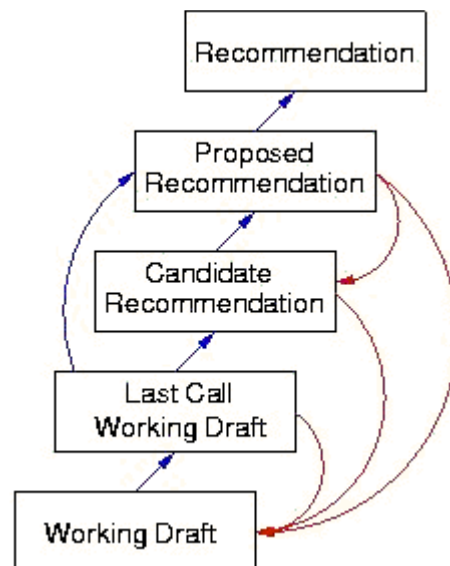 Recommendation
Proposed
Recommendation
Candidate
Recommendation
Last Call
Working Draft
Working Draft